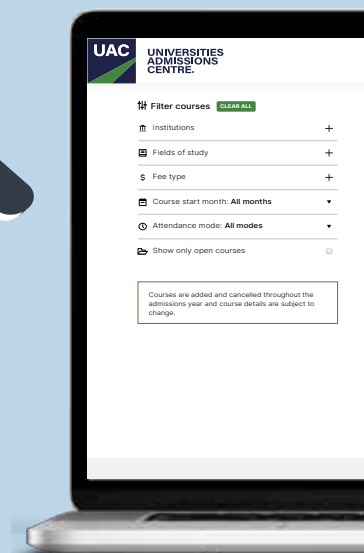 UAC
UNIVERSITIES
ADMISSIONS
CENTRE.
Filter courses CLEAR ALL
Institutions
Fields of study
$ Fee type
Course start month: All months
Attendance mode: All modes
Show only open courses
Courses are added and cancelled throughout the
admissions year and course details are subject to
change.